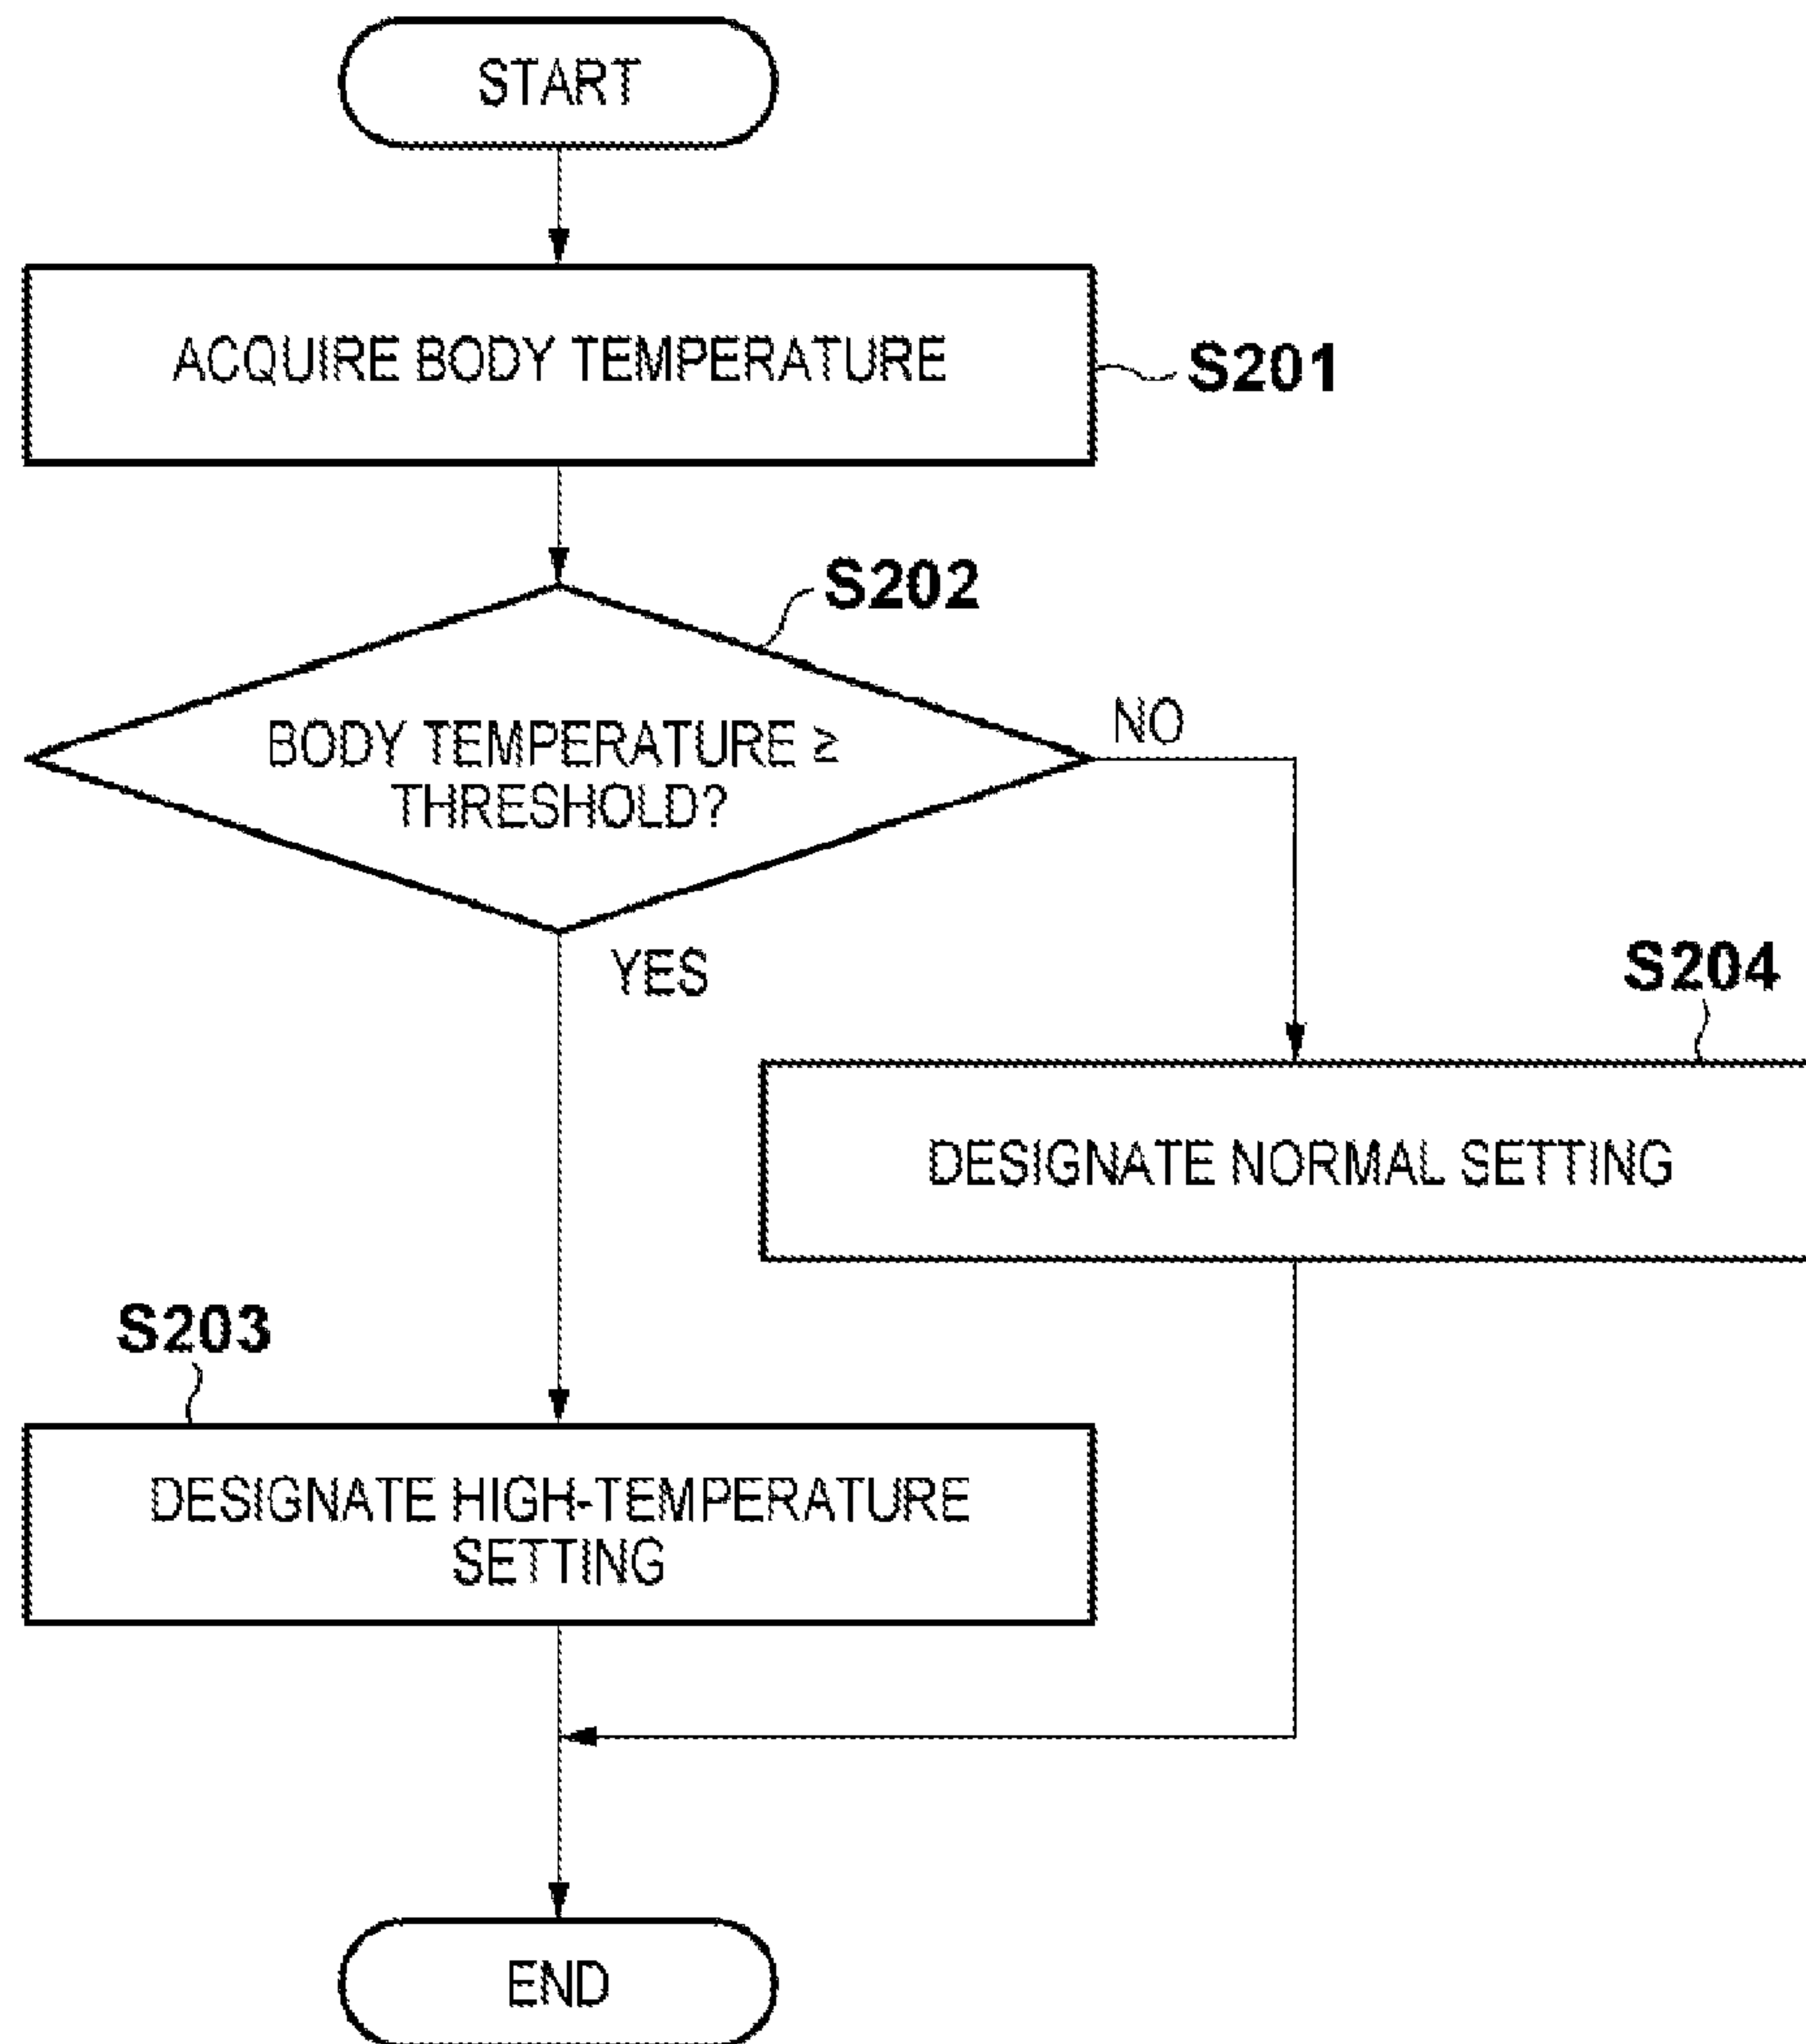 START
ACQUIRE BODY TEMPERATURE
S201
S202
BODY TEMPERATURE ≥
THRESHOLD?
NO
YES
S204
DESIGNATE NORMAL SETTING
S203
DESIGNATE HIGH-TEMPERATURE
SETTING
END